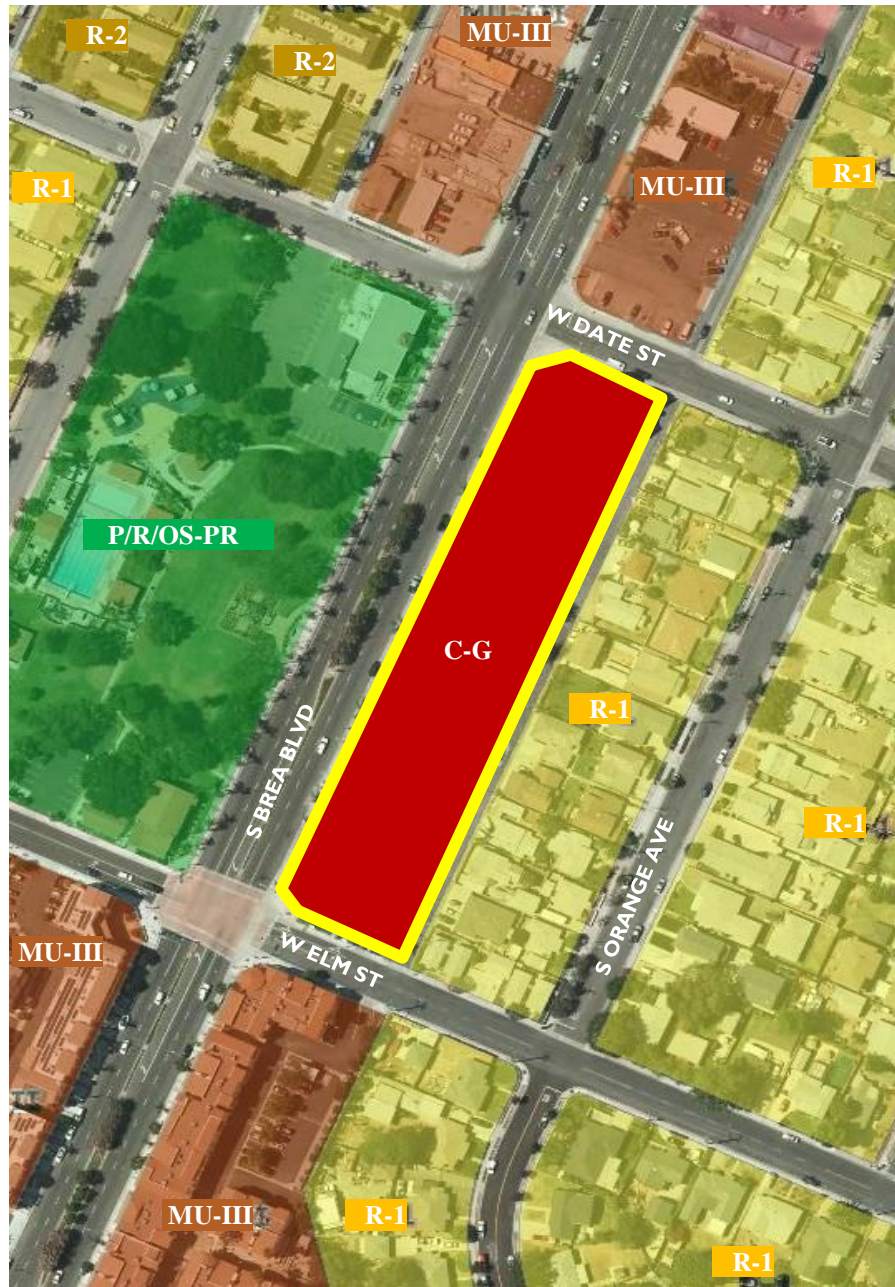 R-2
MU-III
R-2
R-1
MU-III
R-1
W DATE ST
P/R/OS-PR
C-G
R-1
S BREA BLVD
R-1
S ORANGE AVE
MU-III
W ELM ST
MU-III
R-1
R-1